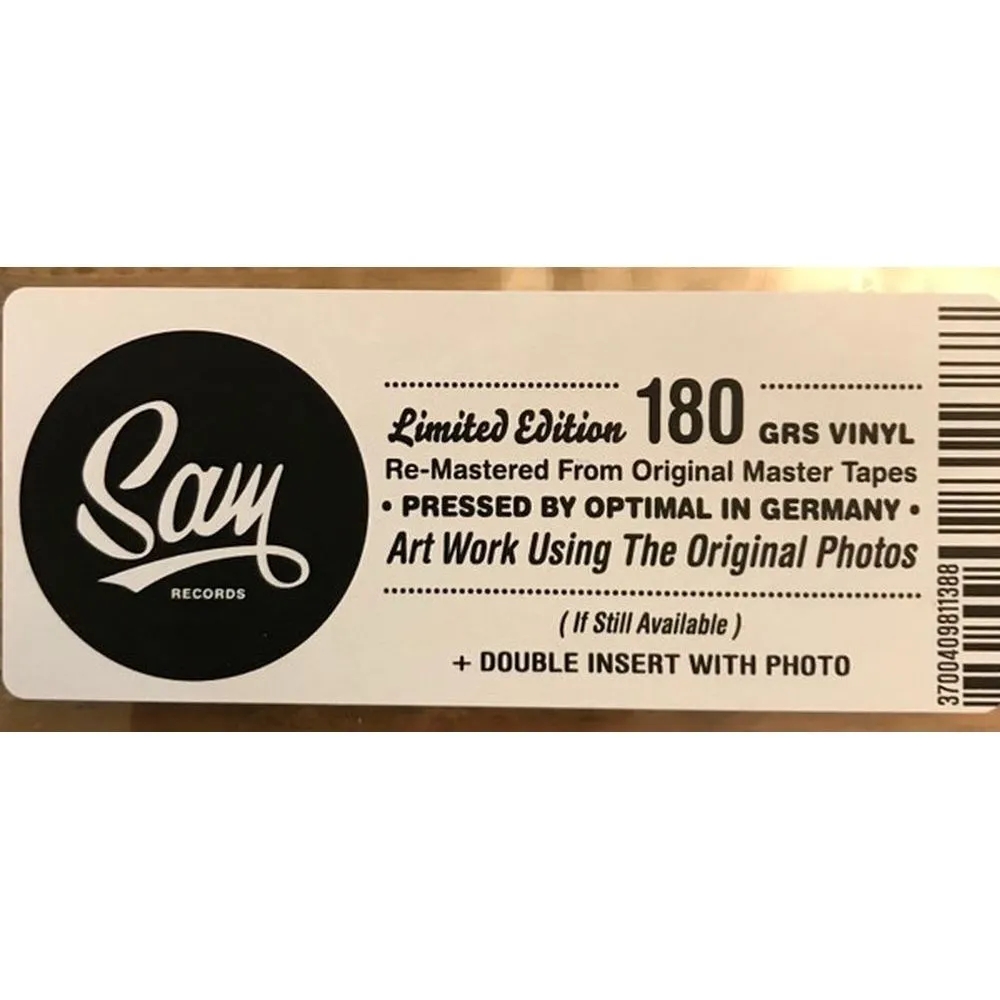 Sam
RECORDS
Limited Edition 180 GRS VINYL
Re-Mastered From Original Master Tapes
• PRESSED BY OPTIMAL IN GERMANY •
Art Work Using The Original Photos
( If Still Available )
+ DOUBLE INSERT WITH PHOTO
3700409811388